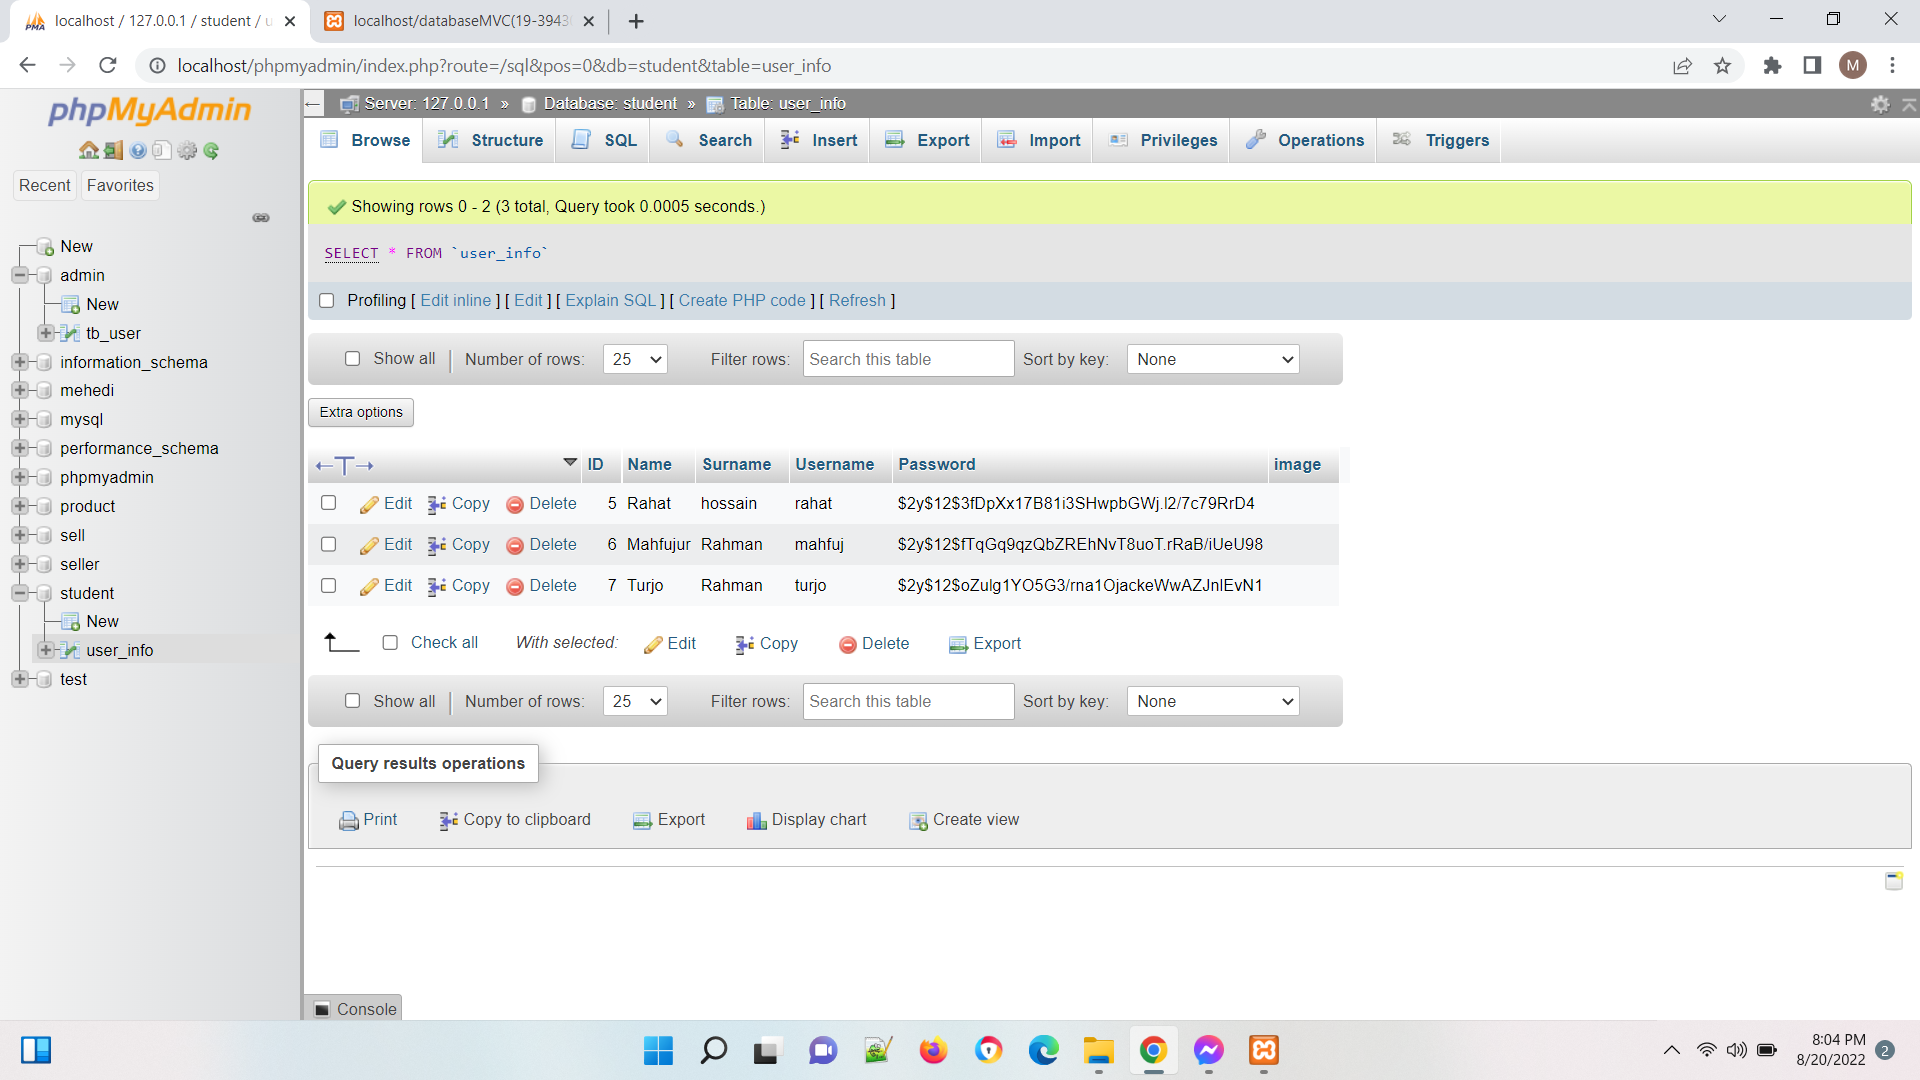 localhost / 127.0.0.1 / student / u
localhost/databaseMVC(19-3943
localhost/phpmyadmin/index.php?route=/sql&pos=0&db=student&table=user_info
M
phpMyAdmin
Recent
Favorites
New
admin
New
tb_user
information_schema
mehedi
mysql
performance_schema
phpmyadmin
product
sell
seller
student
New
user_info
test
Server: 127.0.0.1 » Database: student » Table: user_info
Browse Structure SQL Search Insert Export Import Privileges Operations Triggers
Showing rows 0 - 2 (3 total, Query took 0.0005 seconds.)
SELECT * FROM `user_info`
Profiling [ Edit inline ] [ Edit ] [ Explain SQL ] [ Create PHP code ] [ Refresh ]
Show all | Number of rows: 25 Filter rows: Search this table Sort by key: None
Extra options
←T→ ID Name Surname Username Password image
Edit Copy Delete 5 Rahat hossain rahat $2y$12$3fDpXx17B81i3SHwpbGWj.l2/7c79RrD4
Edit Copy Delete 6 Mahfujur Rahman mahfuj $2y$12$fTqGq9qzQbZREhNvT8uoT.rRaB/iUeU98
Edit Copy Delete 7 Turjo Rahman turjo $2y$12$oZulg1YO5G3/rna1OjackeWwAZJnlEvN1
Check all With selected: Edit Copy Delete Export
Show all | Number of rows: 25 Filter rows: Search this table Sort by key: None
Query results operations
Print Copy to clipboard Export Display chart Create view
Console
8:04 PM
8/20/2022
2